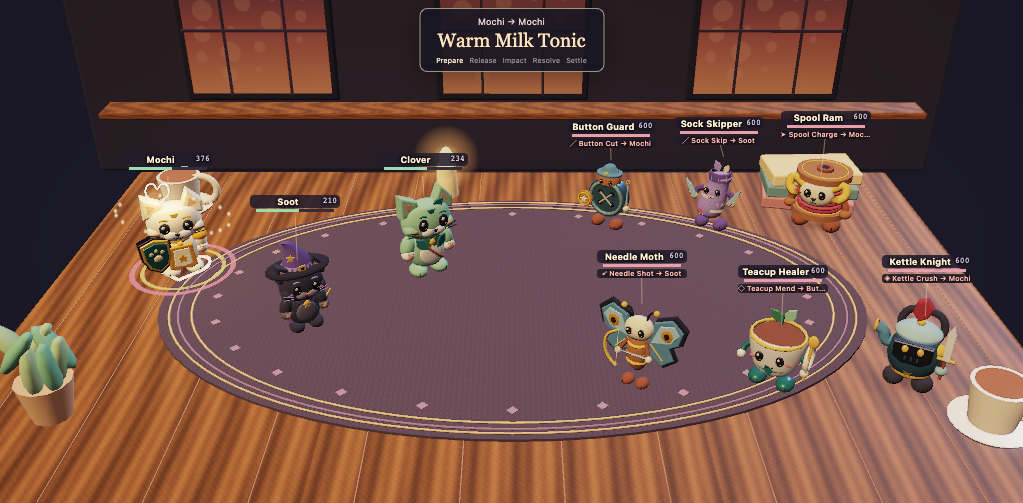 Mochi → Mochi
Warm Milk Tonic
Prepare Release Impact Resolve Settle
Button Guard 600
⟋ Button Cut → Mochi
Sock Skipper 600
⟋ Sock Skip → Soot
Spool Ram 600
➤ Spool Charge → Moc...
Mochi 376
Clover 234
Soot 210
Needle Moth 600
➶ Needle Shot → Soot
Teacup Healer 600
◇ Teacup Mend → But...
Kettle Knight 600
◈ Kettle Crush → Mochi